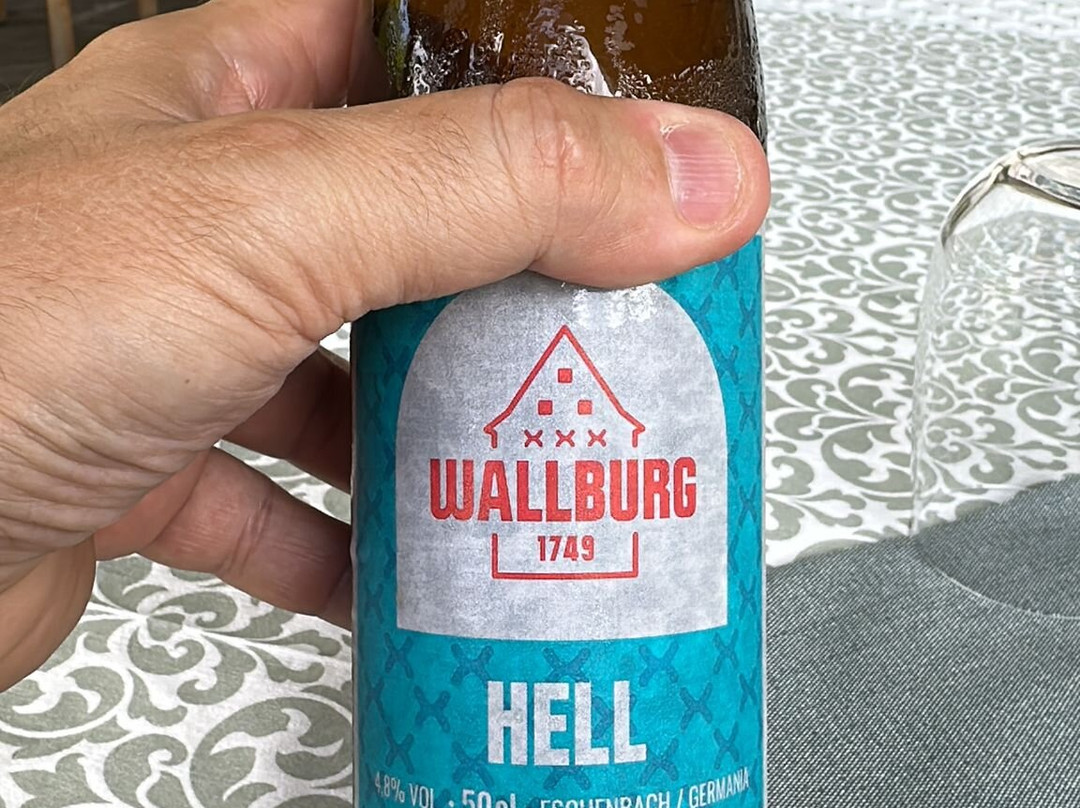 WALLBURG
1749
HELL
4,8% VOL. · 50cl ESCHENBACH / GERMANIA